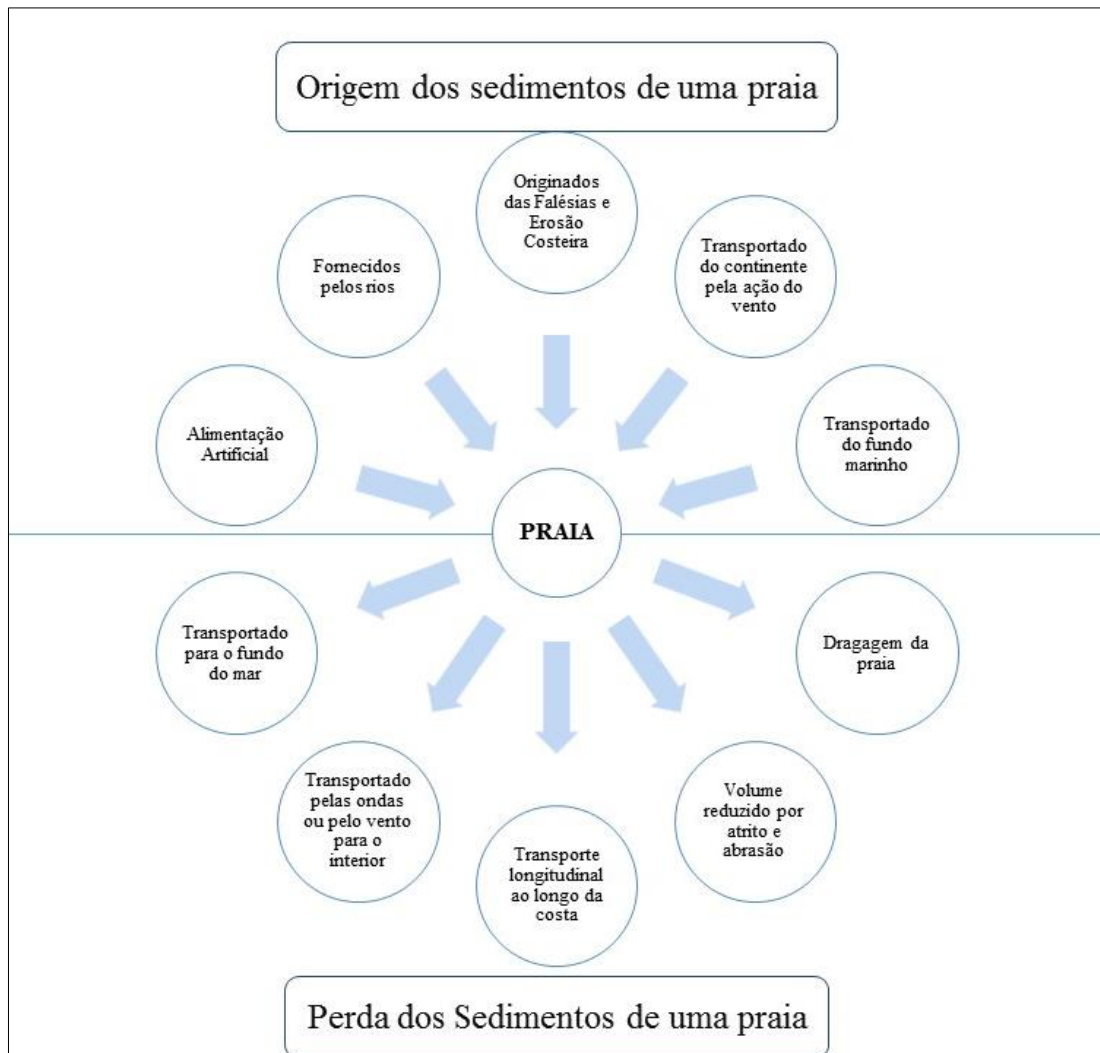 Origem dos sedimentos de uma praia
Originados
das Falésias e
Erosão
Costeira
Fornecidos
pelos rios
Transportado
do continente
pela ação do
vento
Alimentação
Artificial
Transportado
do fundo
marinho
PRAIA
Transportado
para o fundo
do mar
Dragagem da
praia
Transportado
pelas ondas
ou pelo vento
para o
interior
Volume
reduzido por
atrito e
abrasão
Transporte
longitudinal
ao longo da
costa
Perda dos Sedimentos de uma praia